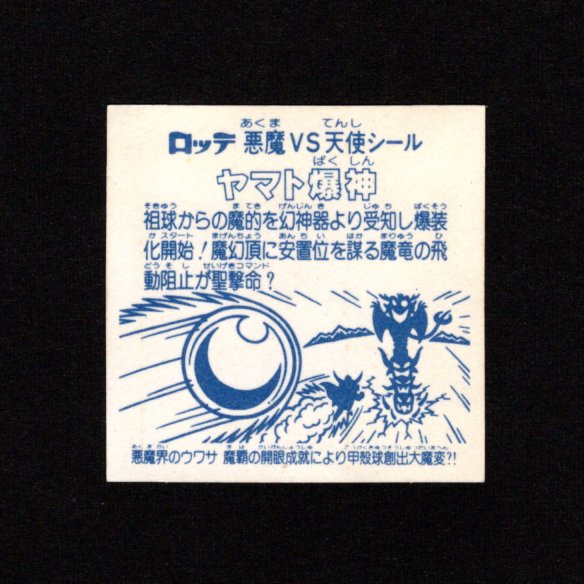 ロッテ 悪魔VS天使シール
ヤマト爆神
祖球からの魔的を幻神器より受知し爆装
化開始！魔幻頂に安置位を謀る魔竜の飛
動阻止が聖撃命？
悪魔界のウワサ 魔覇の開眼成就により甲殻球創出大魔変?!